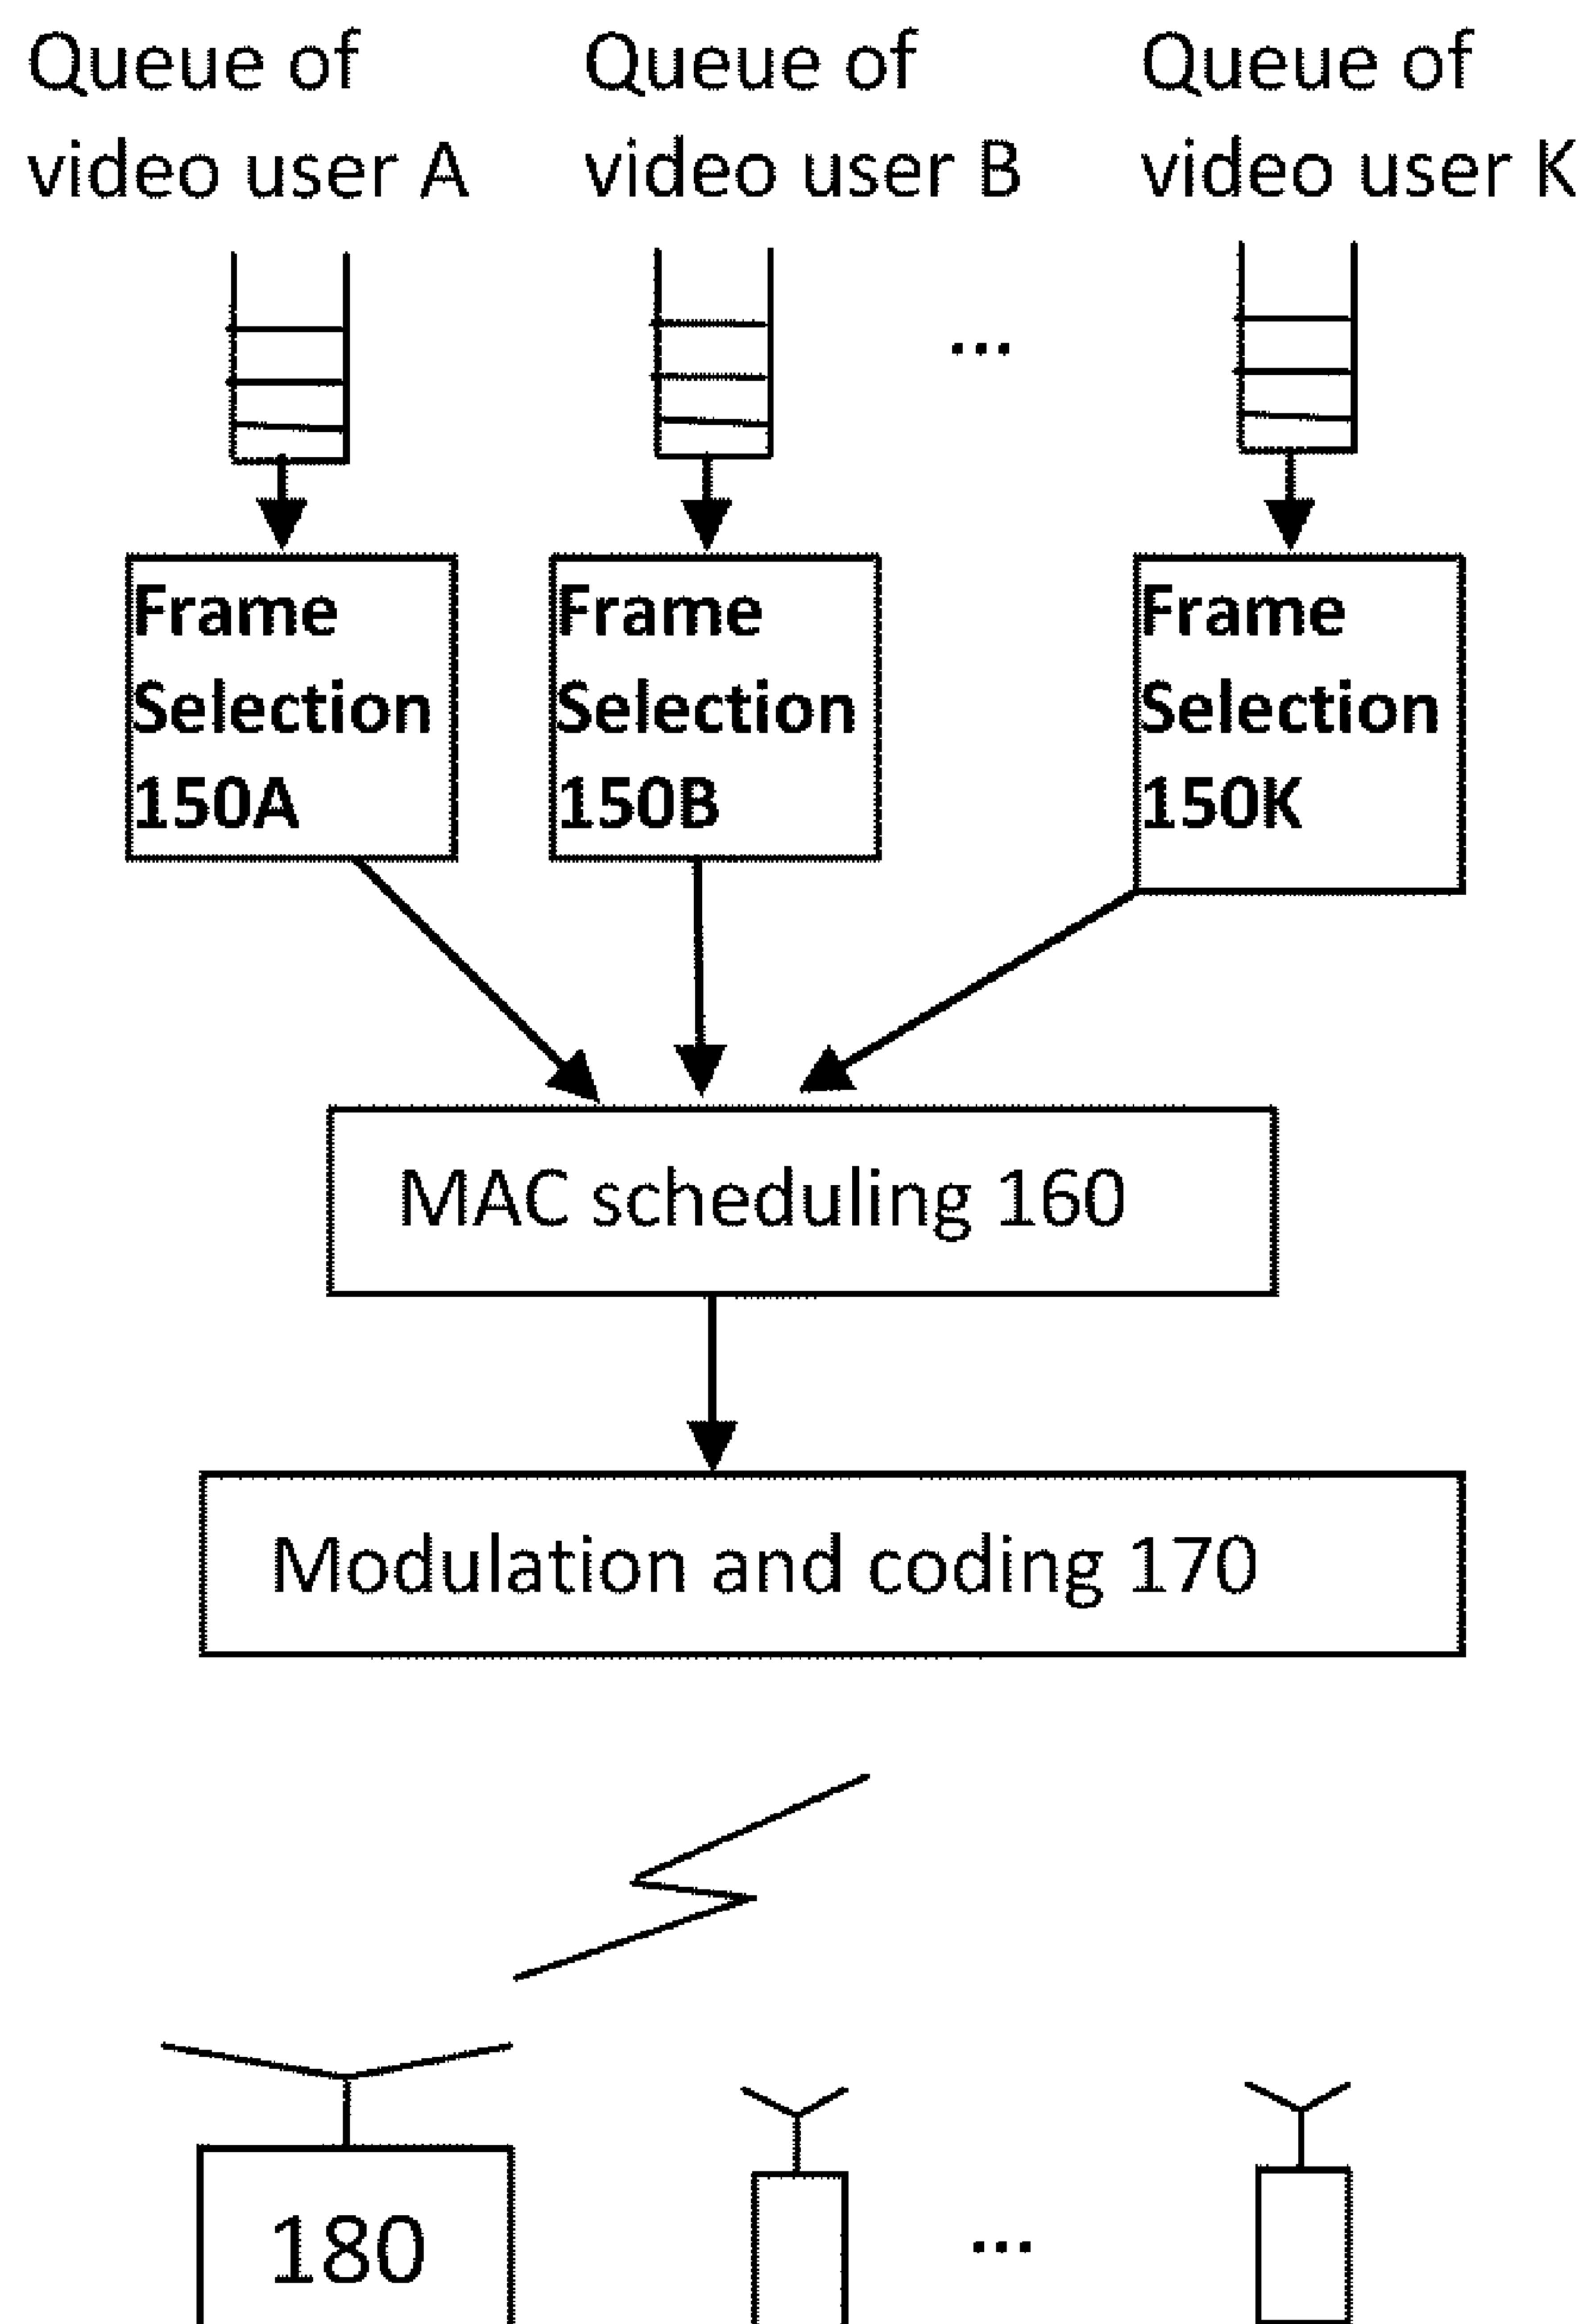 Queue of
video user A
Queue of
video user B
Queue of
video user K
...
Frame
Selection
150A
Frame
Selection
150B
Frame
Selection
150K
MAC scheduling 160
Modulation and coding 170
180
...